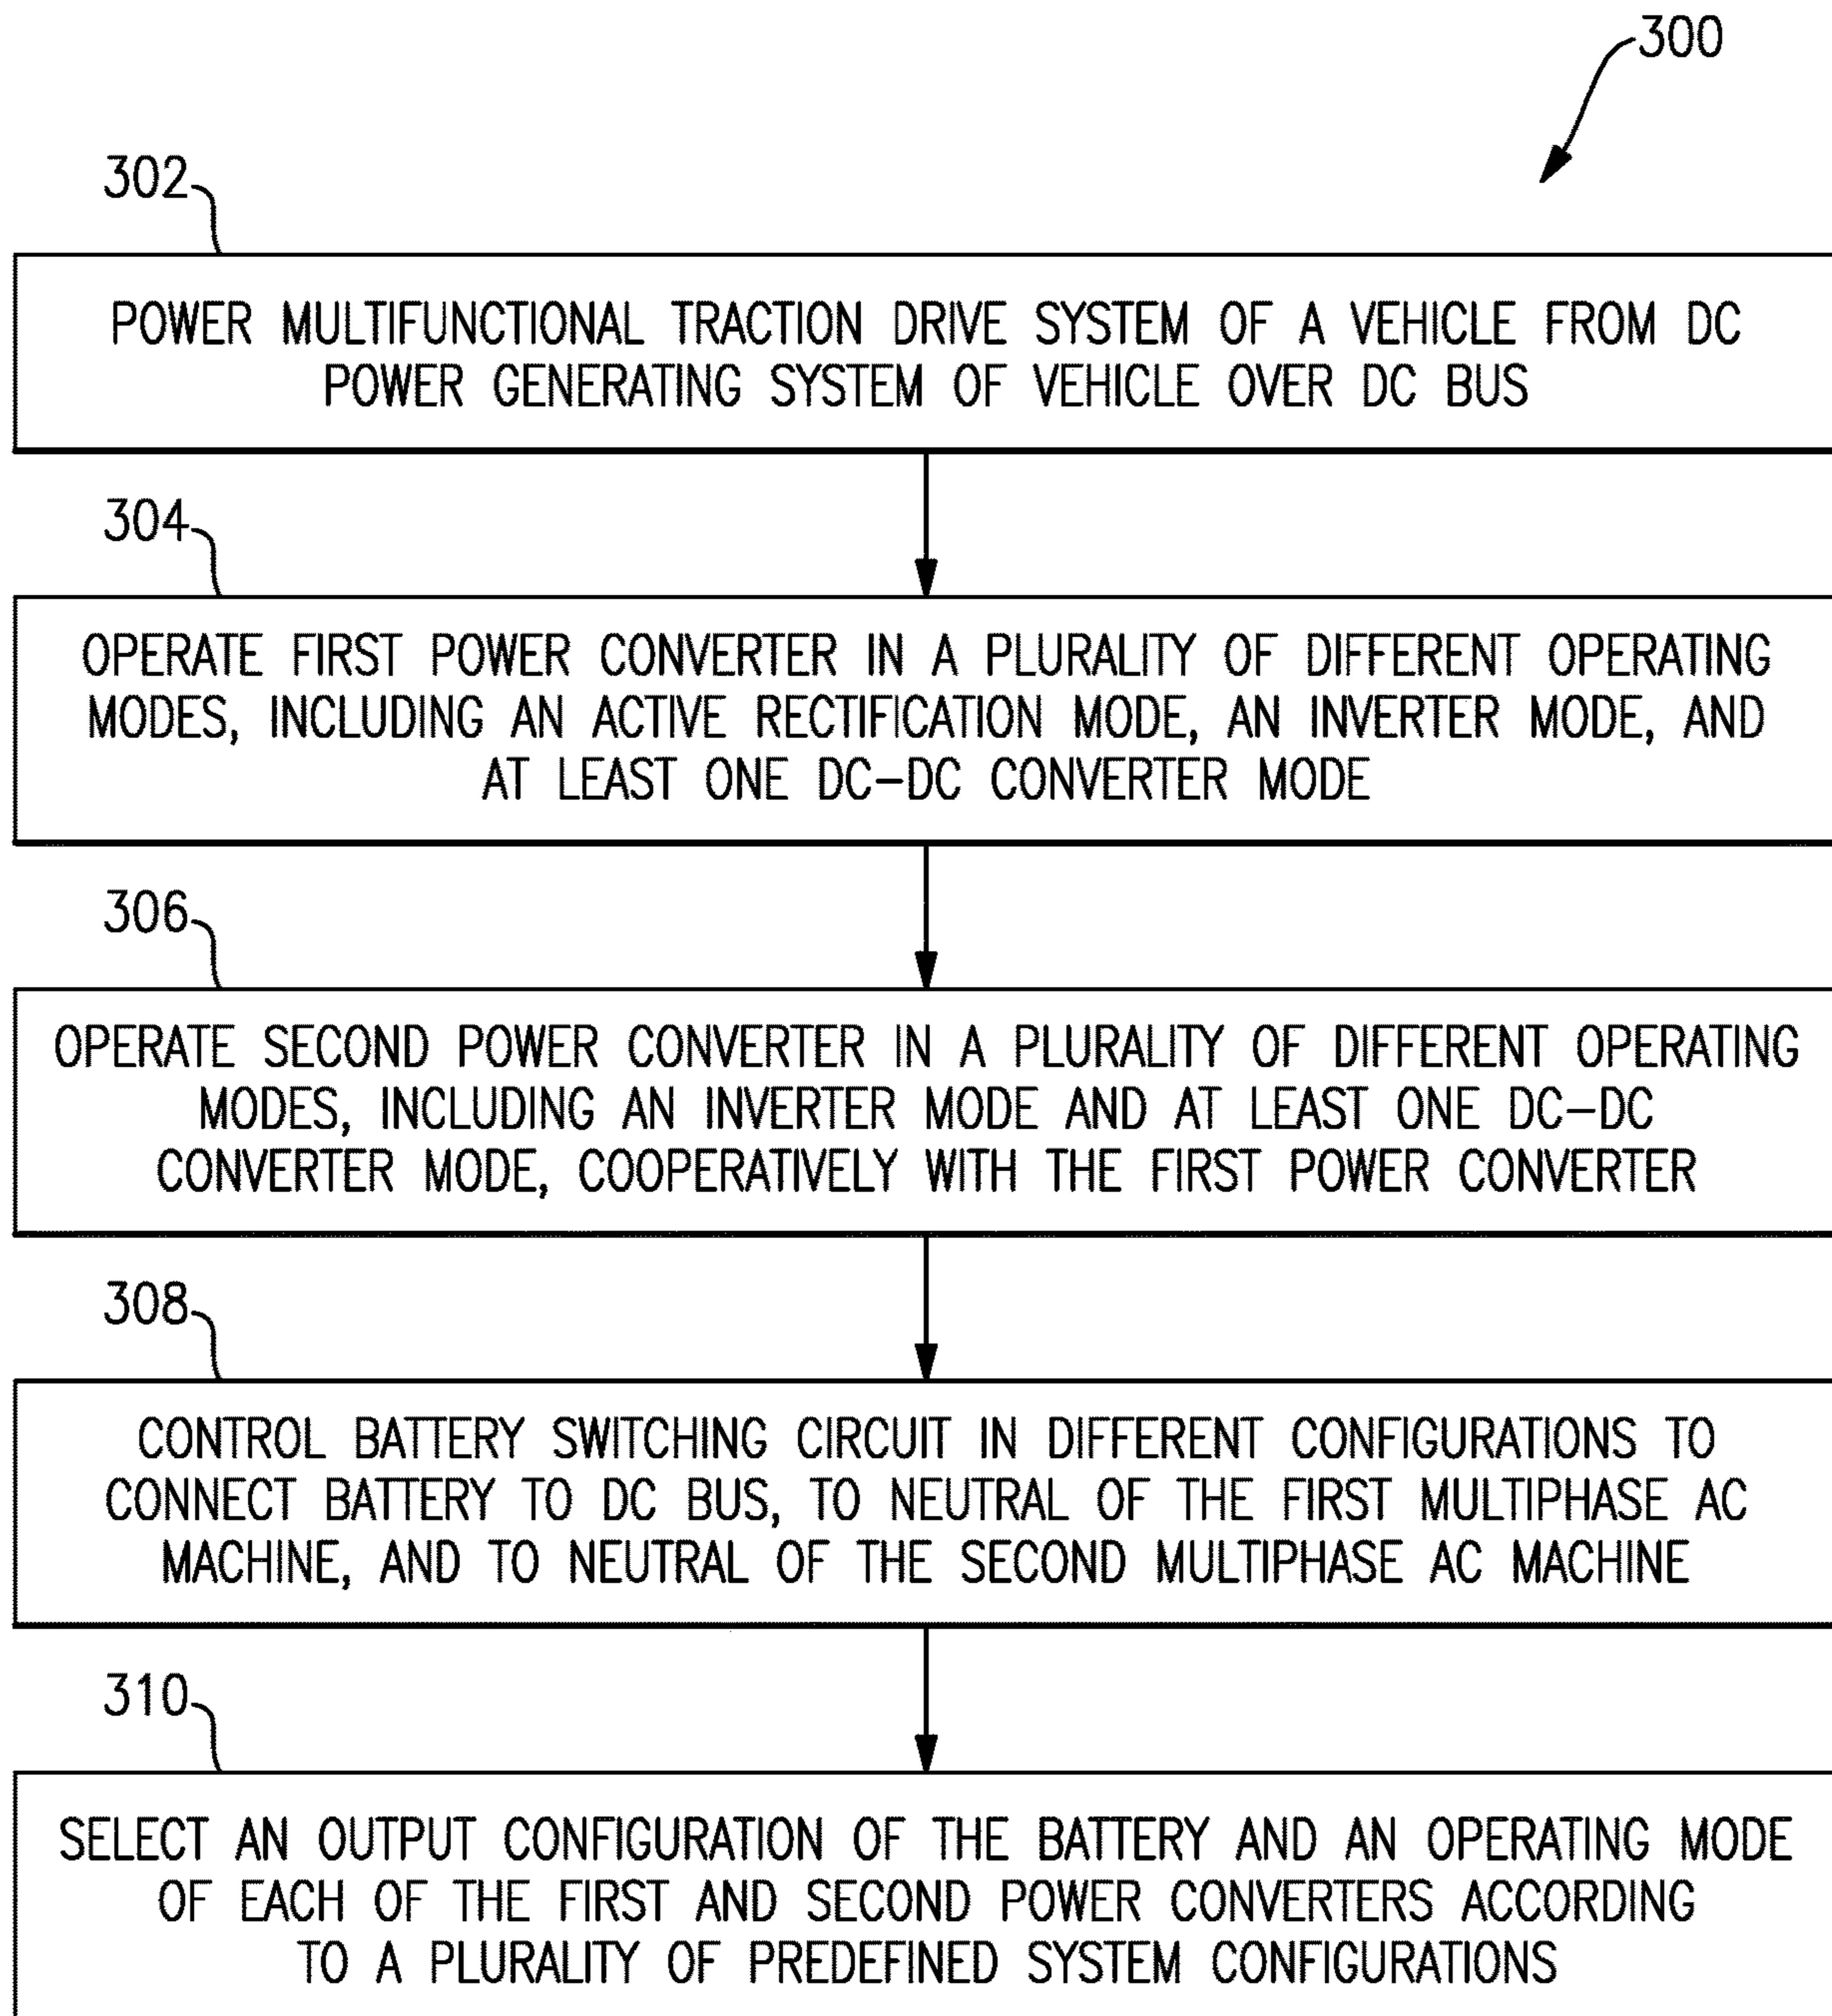 300
302
POWER MULTIFUNCTIONAL TRACTION DRIVE SYSTEM OF A VEHICLE FROM DC
POWER GENERATING SYSTEM OF VEHICLE OVER DC BUS
304
OPERATE FIRST POWER CONVERTER IN A PLURALITY OF DIFFERENT OPERATING
MODES, INCLUDING AN ACTIVE RECTIFICATION MODE, AN INVERTER MODE, AND
AT LEAST ONE DC-DC CONVERTER MODE
306
OPERATE SECOND POWER CONVERTER IN A PLURALITY OF DIFFERENT OPERATING
MODES, INCLUDING AN INVERTER MODE AND AT LEAST ONE DC-DC
CONVERTER MODE, COOPERATIVELY WITH THE FIRST POWER CONVERTER
308
CONTROL BATTERY SWITCHING CIRCUIT IN DIFFERENT CONFIGURATIONS TO
CONNECT BATTERY TO DC BUS, TO NEUTRAL OF THE FIRST MULTIPHASE AC
MACHINE, AND TO NEUTRAL OF THE SECOND MULTIPHASE AC MACHINE
310
SELECT AN OUTPUT CONFIGURATION OF THE BATTERY AND AN OPERATING MODE
OF EACH OF THE FIRST AND SECOND POWER CONVERTERS ACCORDING
TO A PLURALITY OF PREDEFINED SYSTEM CONFIGURATIONS